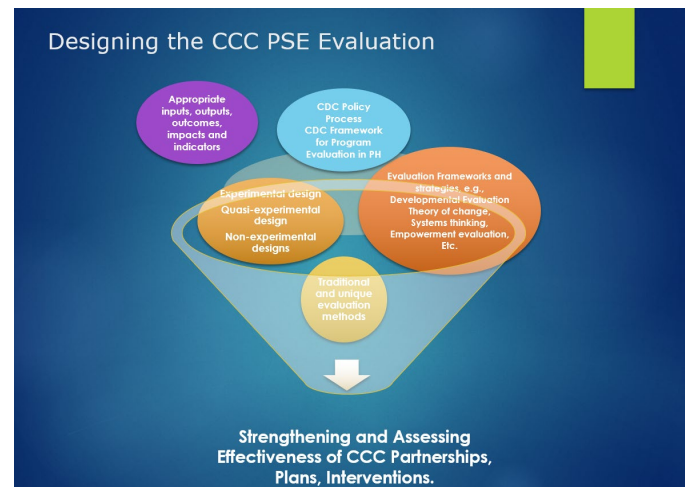 Designing the CCC PSE Evaluation
Appropriate
inputs, outputs,
outcomes,
impacts and
indicators
CDC Policy
Process
CDC Framework
for Program
Evaluation in PH
Evaluation Frameworks and
strategies, e.g.,
Developmental Evaluation
Theory of change,
Systems thinking,
Empowerment evaluation,
Etc.
Experimental design
Quasi-experimental
design
Non-experimental
designs
Traditional
and unique
evaluation
methods
Strengthening and Assessing
Effectiveness of CCC Partnerships,
Plans, Interventions.